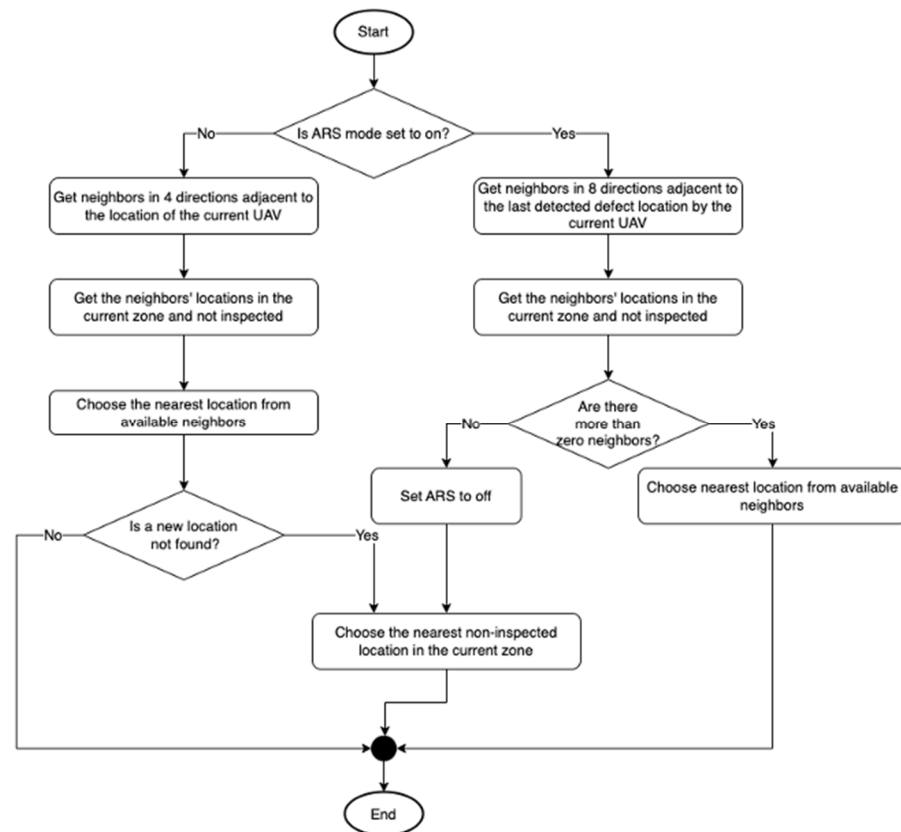 Start
Is ARS mode set to on?
No
Yes
Get neighbors in 4 directions adjacent to
the location of the current UAV
Get neighbors in 8 directions adjacent to
the last detected defect location by the
current UAV
Get the neighbors' locations in the
current zone and not inspected
Get the neighbors' locations in the
current zone and not inspected
Choose the nearest location from
available neighbors
Are there
more than
zero neighbors?
No
Yes
Set ARS to off
Choose nearest location from available
neighbors
Is a new location
not found?
No
Yes
Choose the nearest non-inspected
location in the current zone
End